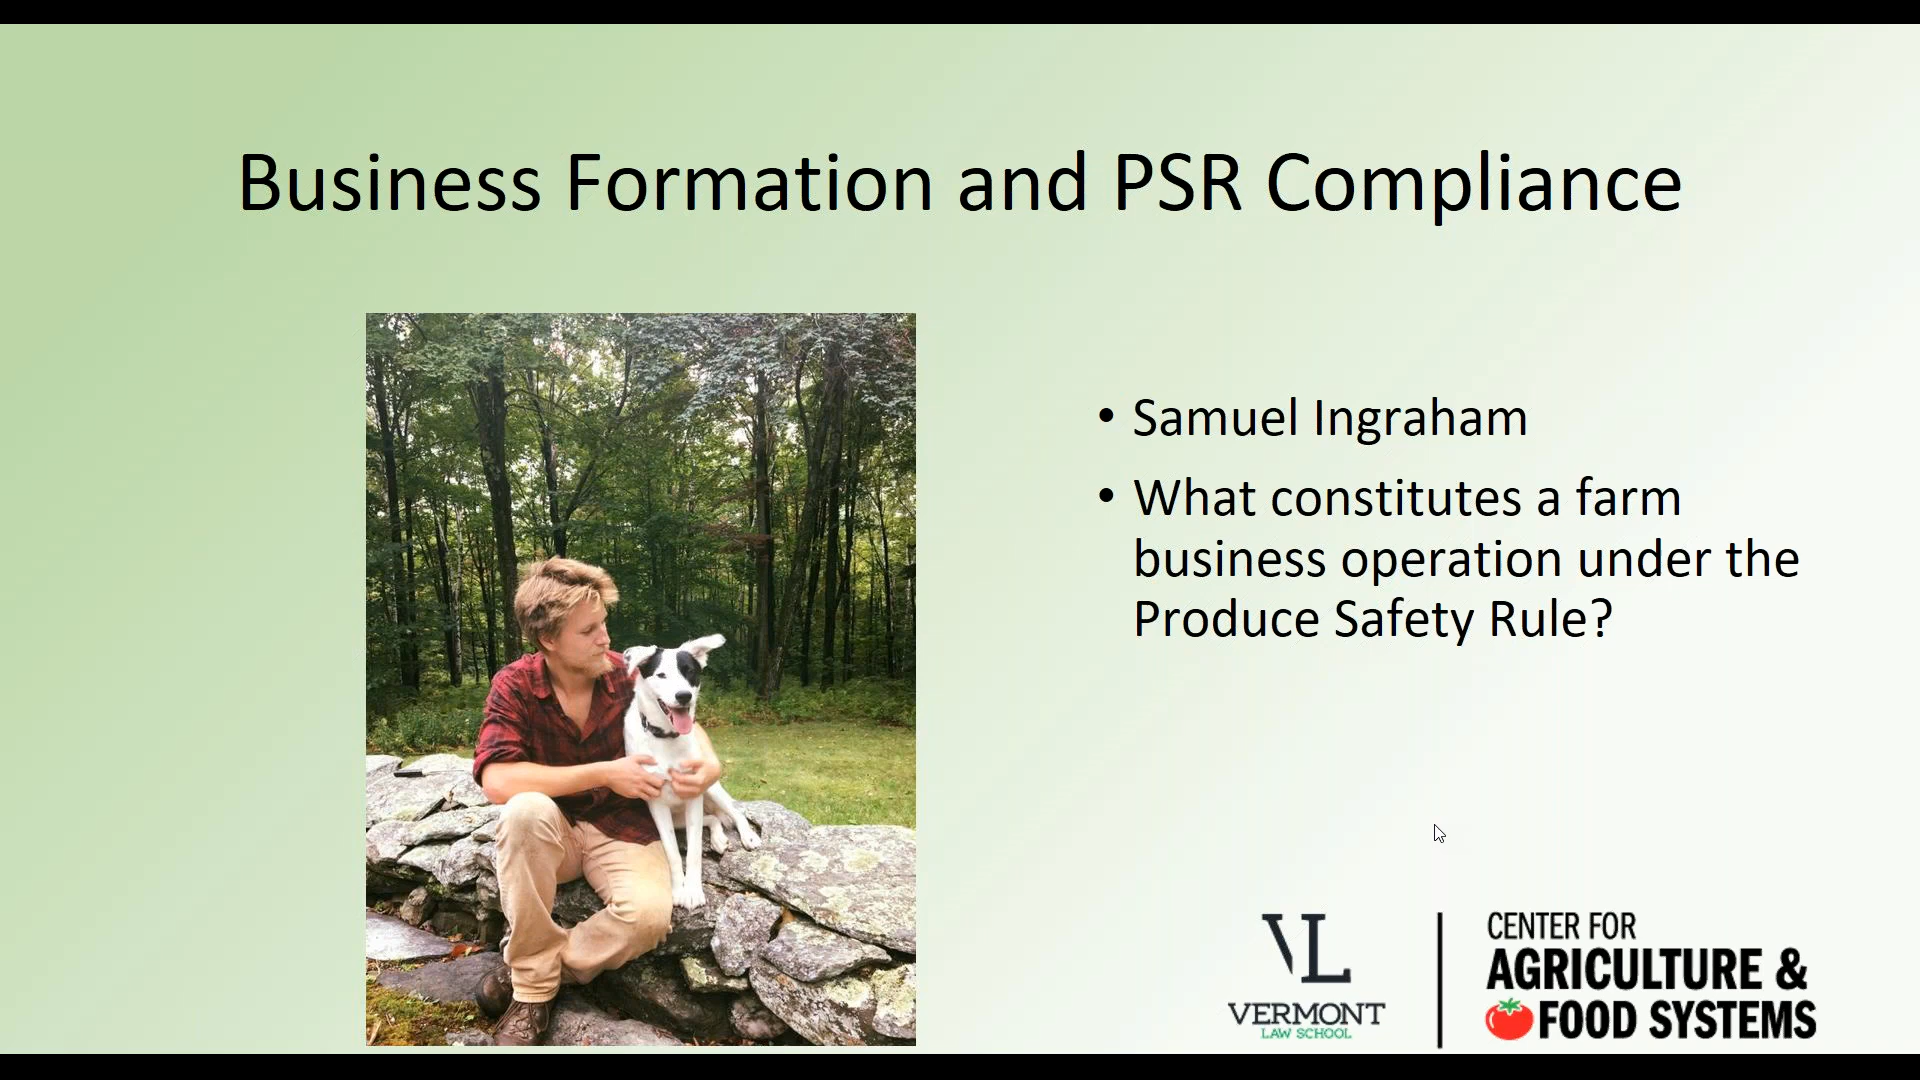 Business Formation and PSR Compliance
• Samuel Ingraham
• What constitutes a farm
business operation under the
Produce Safety Rule?
VL
VERMONT
LAW SCHOOL
CENTER FOR
AGRICULTURE &
FOOD SYSTEMS